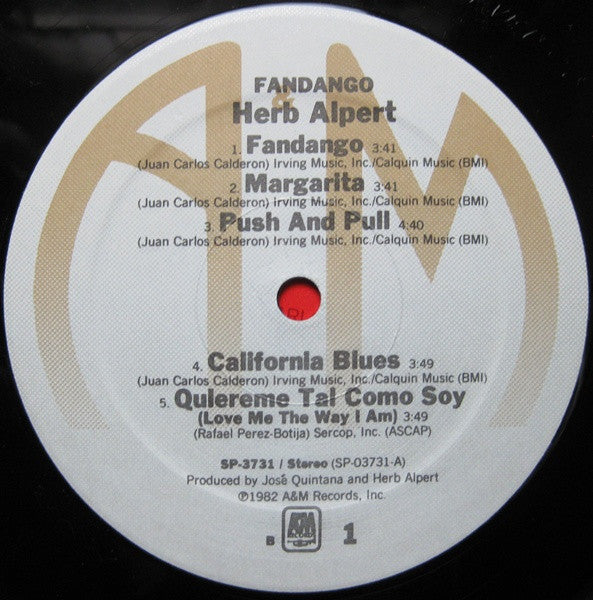 FANDANGO
&
Herb Alpert
1. Fandango 3:41
(Juan Carlos Calderon) Irving Music, Inc./Calquin Music (BMI)
2. Margarita 3:41
(Juan Carlos Calderon) Irving Music, Inc./Calquin Music (BMI)
3. Push And Pull 4:40
(Juan Carlos Calderon) Irving Music, Inc./Calquin Music (BMI)
4. California Blues 3:49
(Juan Carlos Calderon) Irving Music, Inc./Calquin Music (BMI)
5. Quiereme Tal Como Soy
(Love Me The Way I Am) 3:49
(Rafael Perez-Botija) Sercop, Inc. (ASCAP)
SP-3731 / Stereo (SP-03731-A)
Produced by José Quintana and Herb Alpert
℗1982 A&M Records, Inc.
B A&M RECORDS 1